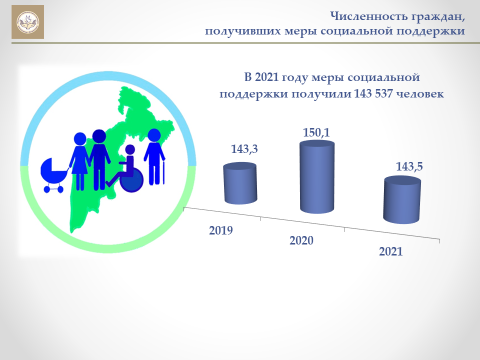 Численность граждан,
получивших меры социальной поддержки
В 2021 году меры социальной
поддержки получили 143 537 человек
143,3
150,1
143,5
2019
2020
2021